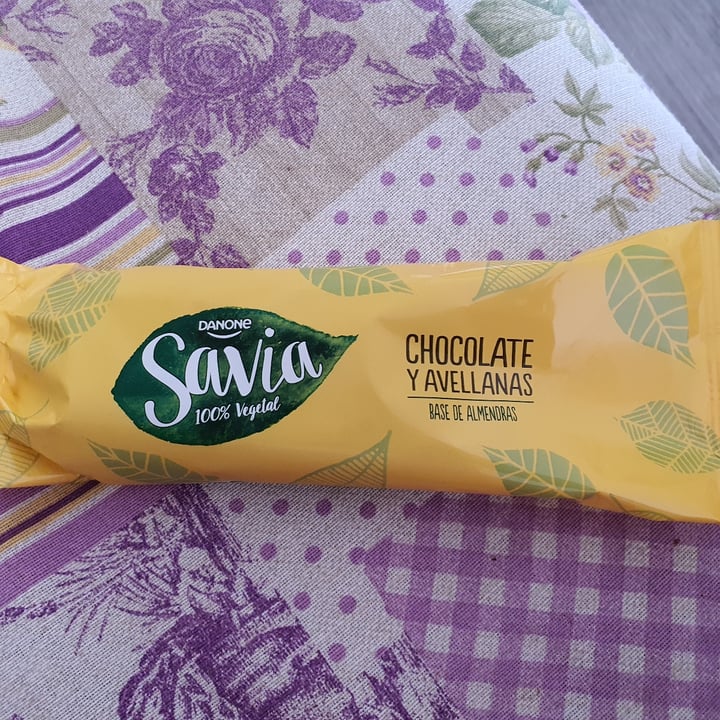 DANONE
Savia
100% Vegetal
CHOCOLATE
Y AVELLANAS
BASE DE ALMENDRAS